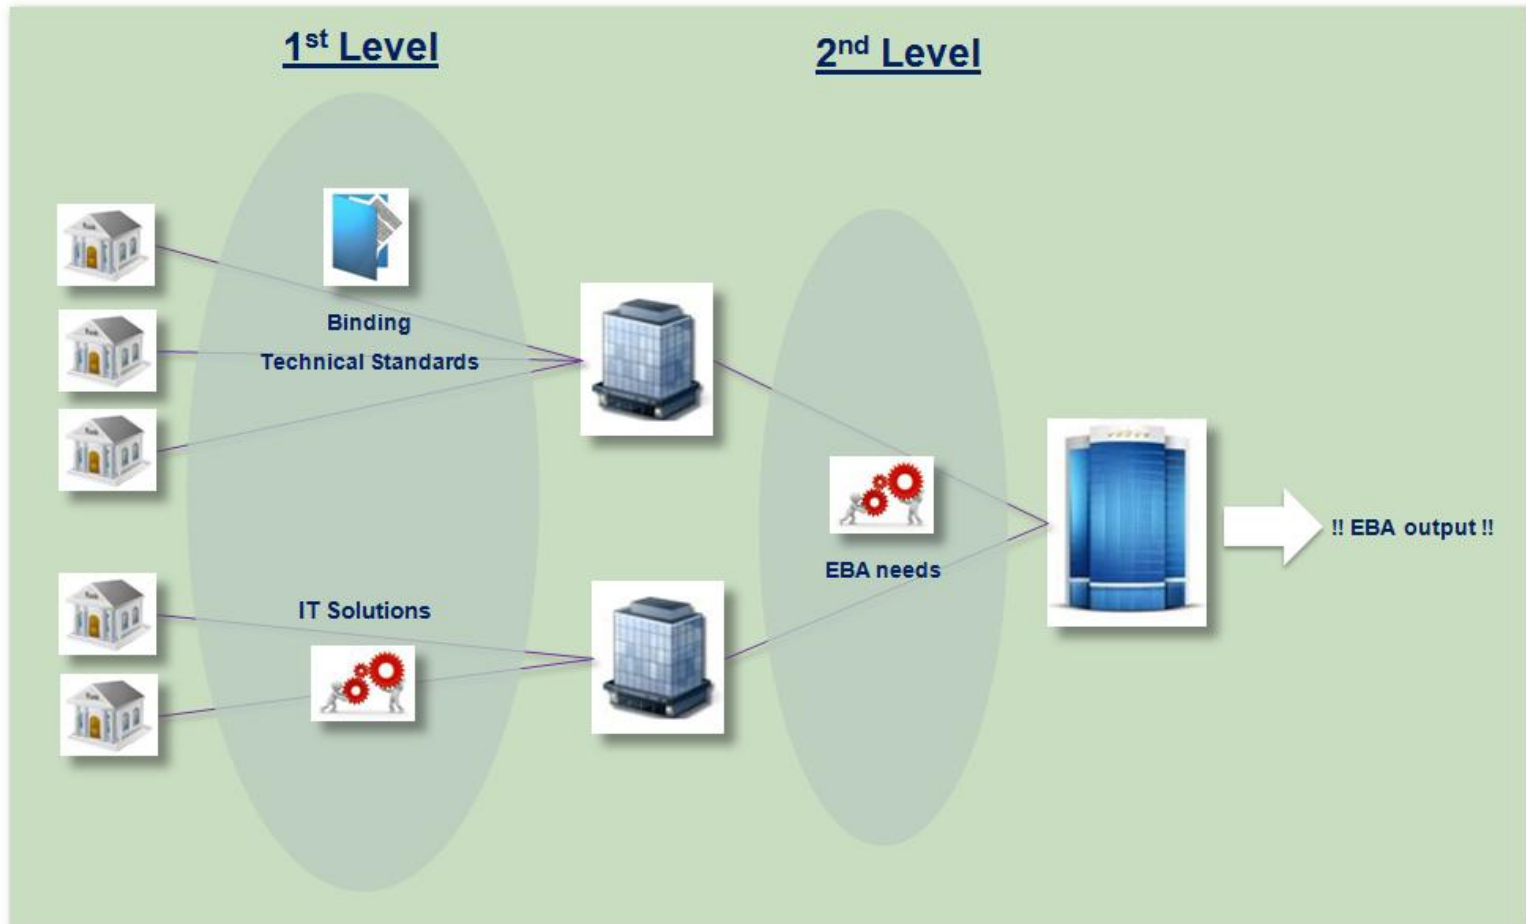 1st Level
2nd Level
Binding
Technical Standards
IT Solutions
EBA needs
!! EBA output !!